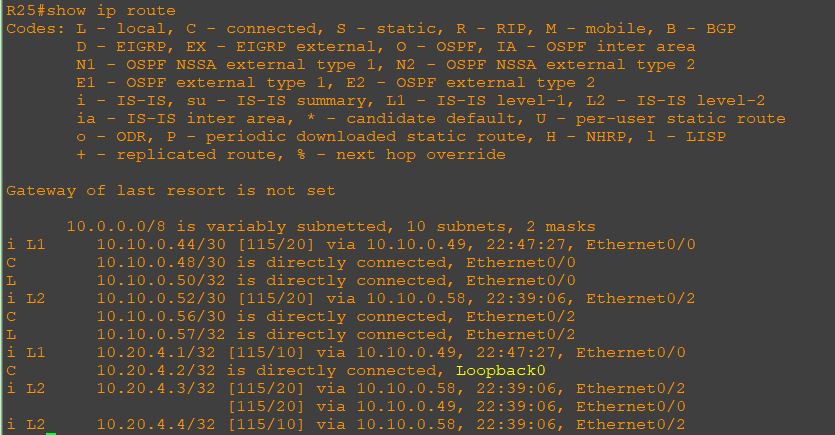 R25#show ip route
Codes: L - local, C - connected, S - static, R - RIP, M - mobile, B - BGP
       D - EIGRP, EX - EIGRP external, O - OSPF, IA - OSPF inter area
       N1 - OSPF NSSA external type 1, N2 - OSPF NSSA external type 2
       E1 - OSPF external type 1, E2 - OSPF external type 2
       i - IS-IS, su - IS-IS summary, L1 - IS-IS level-1, L2 - IS-IS level-2
       ia - IS-IS inter area, * - candidate default, U - per-user static route
       o - ODR, P - periodic downloaded static route, H - NHRP, l - LISP
       + - replicated route, % - next hop override
Gateway of last resort is not set
      10.0.0.0/8 is variably subnetted, 10 subnets, 2 masks
i L1     10.10.0.44/30 [115/20] via 10.10.0.49, 22:47:27, Ethernet0/0
C        10.10.0.48/30 is directly connected, Ethernet0/0
L        10.10.0.50/32 is directly connected, Ethernet0/0
i L2     10.10.0.52/30 [115/20] via 10.10.0.58, 22:39:06, Ethernet0/2
C        10.10.0.56/30 is directly connected, Ethernet0/2
L        10.10.0.57/32 is directly connected, Ethernet0/2
i L1     10.20.4.1/32 [115/10] via 10.10.0.49, 22:47:27, Ethernet0/0
C        10.20.4.2/32 is directly connected, Loopback0
i L2     10.20.4.3/32 [115/20] via 10.10.0.58, 22:39:06, Ethernet0/2
                      [115/20] via 10.10.0.49, 22:39:06, Ethernet0/0
i L2     10.20.4.4/32 [115/10] via 10.10.0.58, 22:39:06, Ethernet0/2